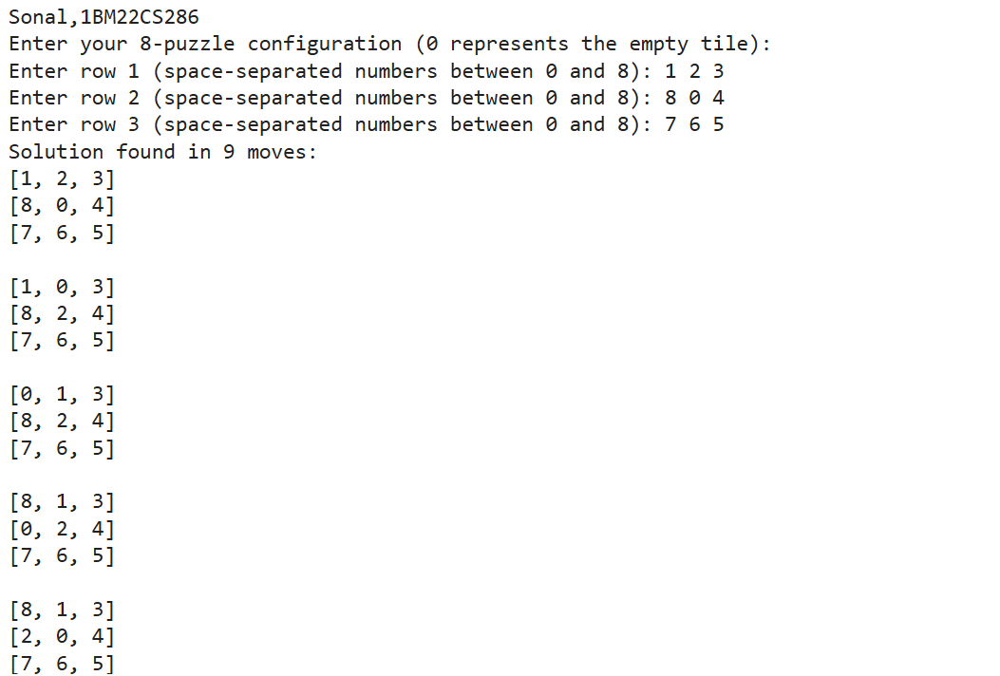 Sonal,1BM22CS286
Enter your 8-puzzle configuration (0 represents the empty tile):
Enter row 1 (space-separated numbers between 0 and 8): 1 2 3
Enter row 2 (space-separated numbers between 0 and 8): 8 0 4
Enter row 3 (space-separated numbers between 0 and 8): 7 6 5
Solution found in 9 moves:
[1, 2, 3]
[8, 0, 4]
[7, 6, 5]

[1, 0, 3]
[8, 2, 4]
[7, 6, 5]

[0, 1, 3]
[8, 2, 4]
[7, 6, 5]

[8, 1, 3]
[0, 2, 4]
[7, 6, 5]

[8, 1, 3]
[2, 0, 4]
[7, 6, 5]